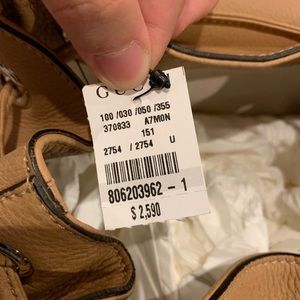 GUCCI
100 /030 /050 /355
370833 A7M0N
151
2754 / 2754 U
806203962 - 1
$ 2,590